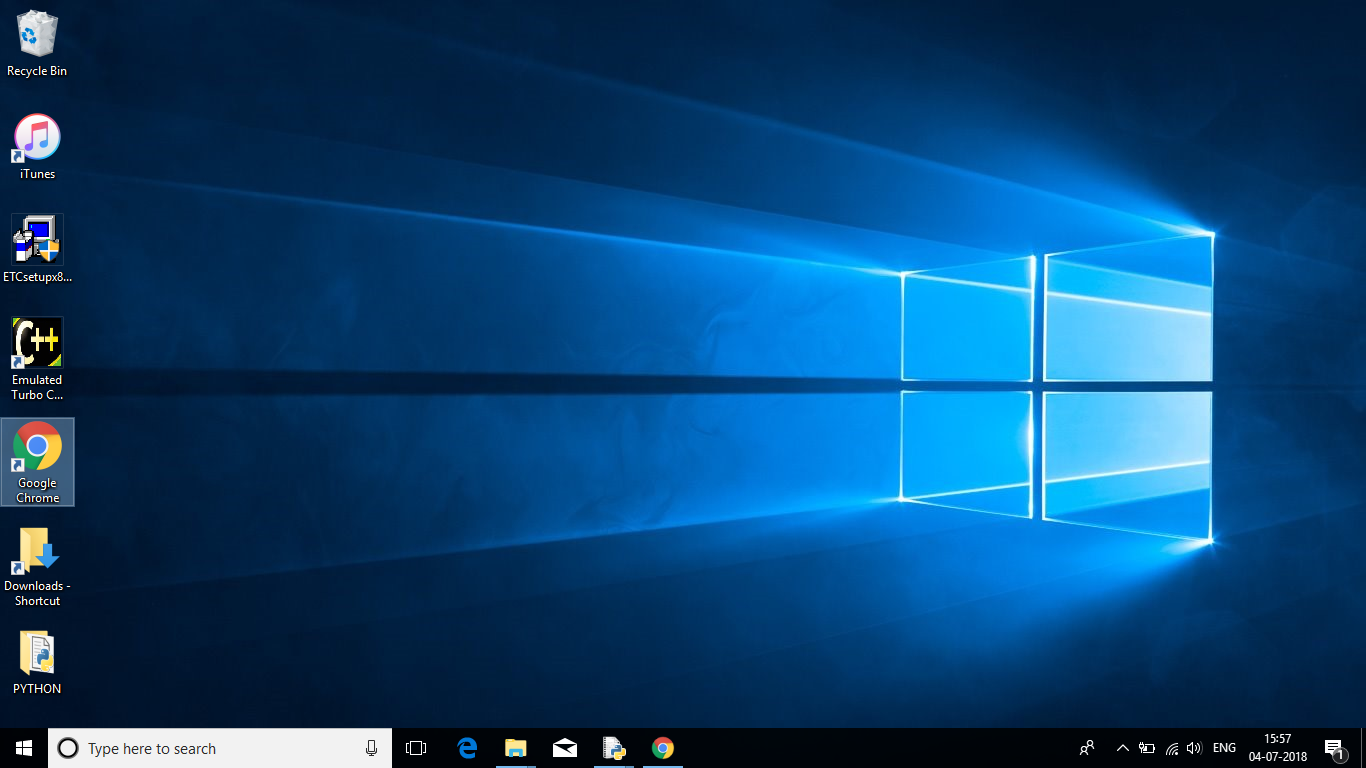 Recycle Bin
iTunes
ETCsetupx8...
C++
Emulated
Turbo C...
Google
Chrome
Downloads -
Shortcut
PYTHON
Type here to search
ENG
15:57
04-07-2018
1